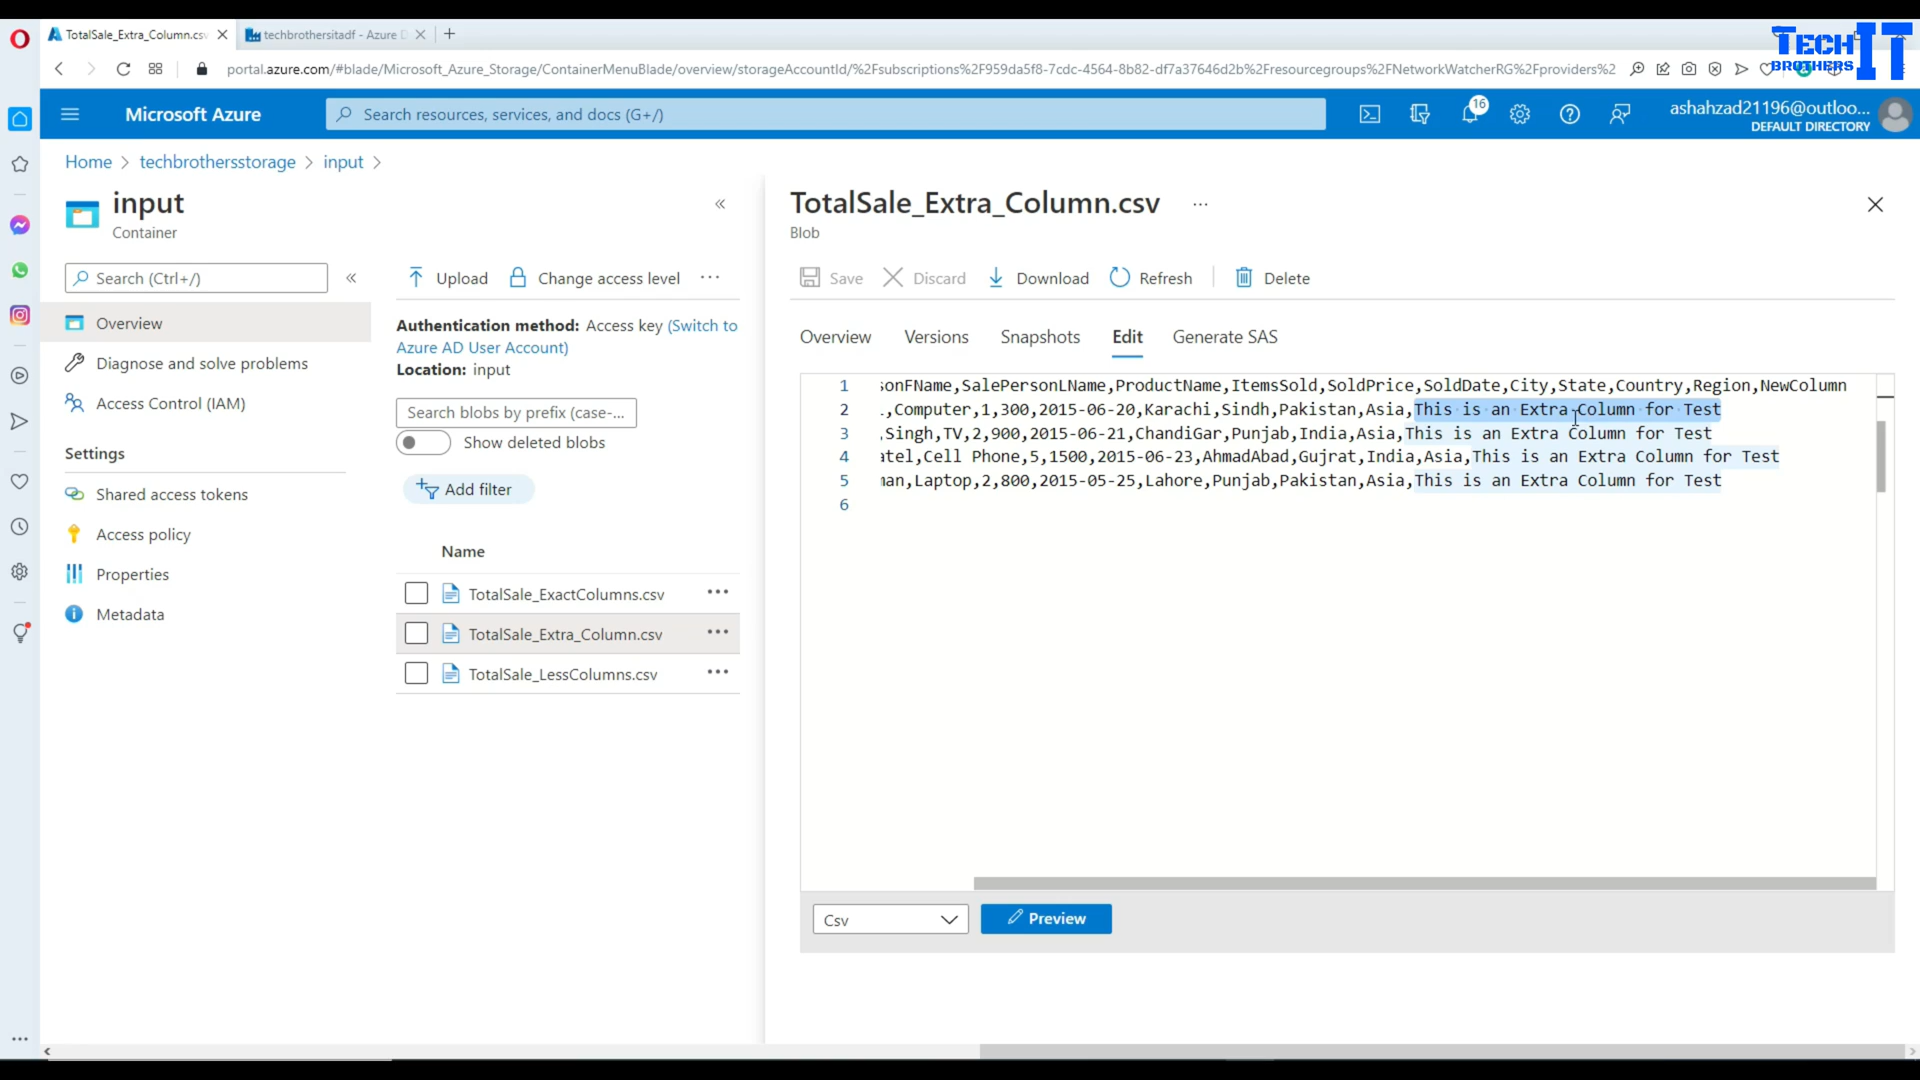 TotalSale_Extra_Column.csv
techbrothersitadf - Azure D
TECH BROTHERS IT
portal.azure.com/#blade/Microsoft_Azure_Storage/ContainerMenuBlade/overview/storageAccountId/%2Fsubscriptions%2F959da5f8-7cdc-4564-8b82-df7a37646d2b%2Fresourcegroups%2FNetworkWatcherRG%2Fproviders%2
Microsoft Azure
Search resources, services, and docs (G+/)
16
ashahzad21196@outloo...
DEFAULT DIRECTORY
Home > techbrothersstorage > input >
input
Container
Search (Ctrl+/)
Overview
Diagnose and solve problems
Access Control (IAM)
Settings
Shared access tokens
Access policy
Properties
Metadata
Upload
Change access level
Authentication method: Access key (Switch to
Azure AD User Account)
Location: input
Search blobs by prefix (case-...
Show deleted blobs
Add filter
Name
TotalSale_ExactColumns.csv
TotalSale_Extra_Column.csv
TotalSale_LessColumns.csv
TotalSale_Extra_Column.csv ...
Blob
Save
Discard
Download
Refresh
Delete
Overview
Versions
Snapshots
Edit
Generate SAS
1 onFName,SalePersonLName,ProductName,ItemsSold,SoldPrice,SoldDate,City,State,Country,Region,NewColumn
2 ,Computer,1,300,2015-06-20,Karachi,Sindh,Pakistan,Asia,This is an Extra Column for Test
3 ,Singh,TV,2,900,2015-06-21,ChandiGar,Punjab,India,Asia,This is an Extra Column for Test
4 atel,Cell Phone,5,1500,2015-06-23,AhmadAbad,Gujrat,India,Asia,This is an Extra Column for Test
5 an,Laptop,2,800,2015-05-25,Lahore,Punjab,Pakistan,Asia,This is an Extra Column for Test
6
Csv
Preview